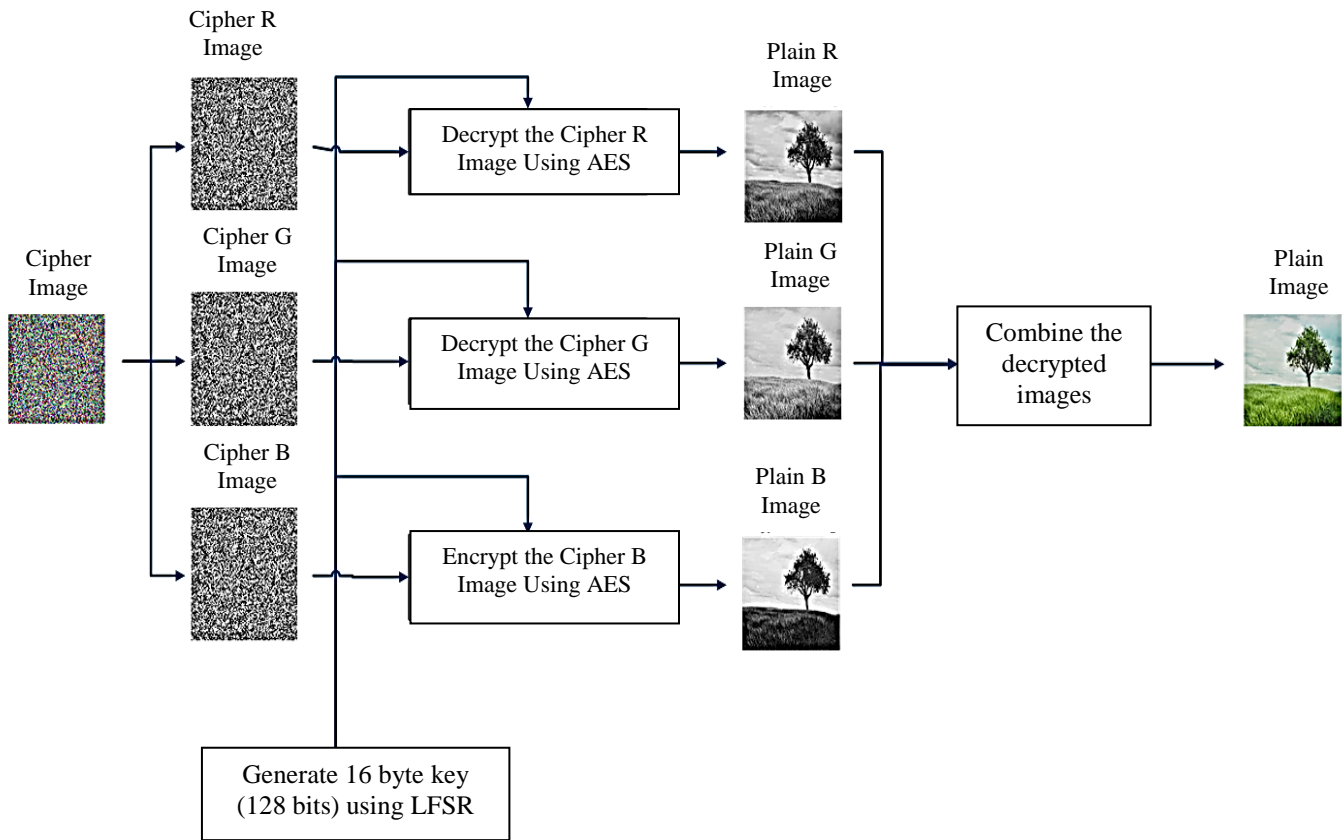 Cipher R
Image
Plain R
Image
Decrypt the Cipher R
Image Using AES
Cipher G
Image
Plain G
Image
Cipher
Image
Plain
Image
Decrypt the Cipher G
Image Using AES
Combine the
decrypted
images
Cipher B
Image
Plain B
Image
Encrypt the Cipher B
Image Using AES
Generate 16 byte key
(128 bits) using LFSR